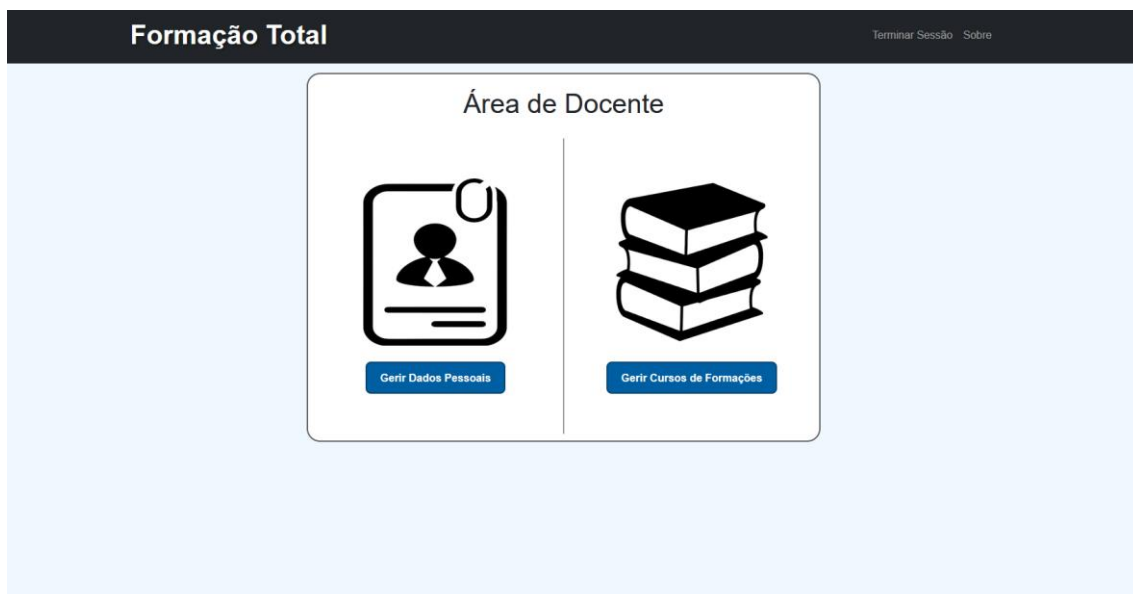 Formação Total
Terminar Sessão Sobre
Área de Docente
Gerir Dados Pessoais
Gerir Cursos de Formações